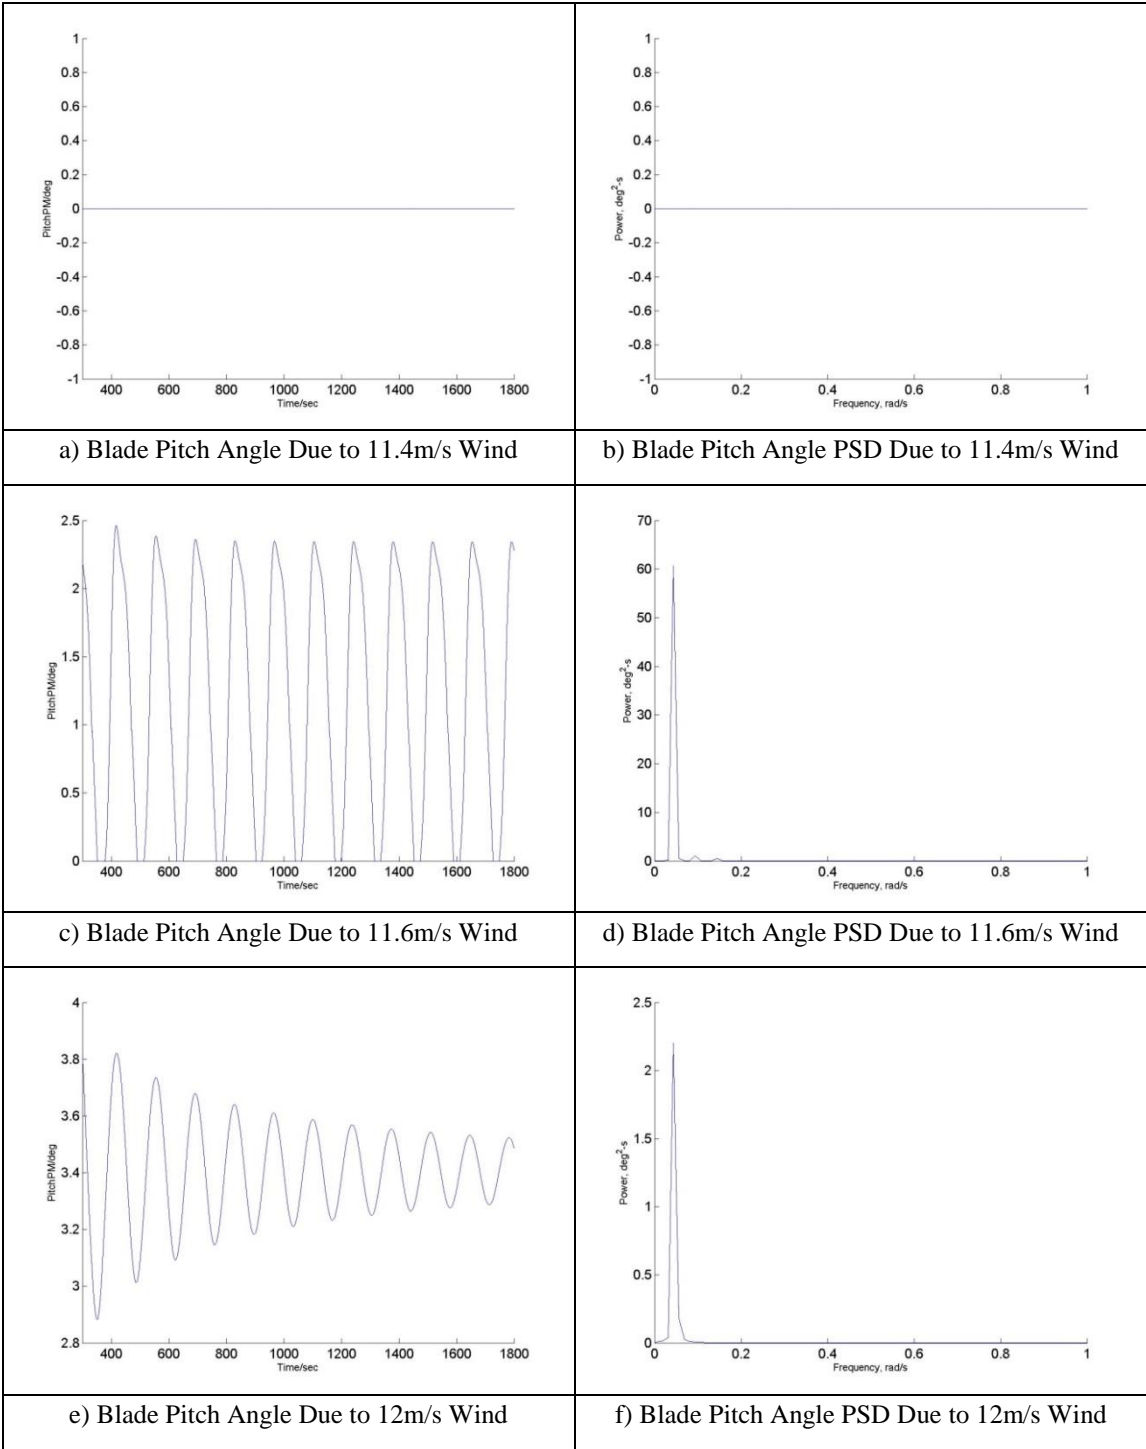 1
0.8
0.6
0.4
0.2
0
-0.2
-0.4
-0.6
-0.8
-1
PitchPM/deg
400 600 800 1000 1200 1400 1600 1800
Time/sec
1
0.8
0.6
0.4
0.2
0
-0.2
-0.4
-0.6
-0.8
-1
Power, deg²-s
0 0.2 0.4 0.6 0.8 1
Frequency, rad/s
a) Blade Pitch Angle Due to 11.4m/s Wind
b) Blade Pitch Angle PSD Due to 11.4m/s Wind
2.5
2
1.5
1
0.5
0
PitchPM/deg
400 600 800 1000 1200 1400 1600 1800
Time/sec
70
60
50
40
30
20
10
0
Power, deg²-s
0 0.2 0.4 0.6 0.8 1
Frequency, rad/s
c) Blade Pitch Angle Due to 11.6m/s Wind
d) Blade Pitch Angle PSD Due to 11.6m/s Wind
4
3.8
3.6
3.4
3.2
3
2.8
PitchPM/deg
400 600 800 1000 1200 1400 1600 1800
Time/sec
2.5
2
1.5
1
0.5
0
Power, deg²-s
0 0.2 0.4 0.6 0.8 1
Frequency, rad/s
e) Blade Pitch Angle Due to 12m/s Wind
f) Blade Pitch Angle PSD Due to 12m/s Wind